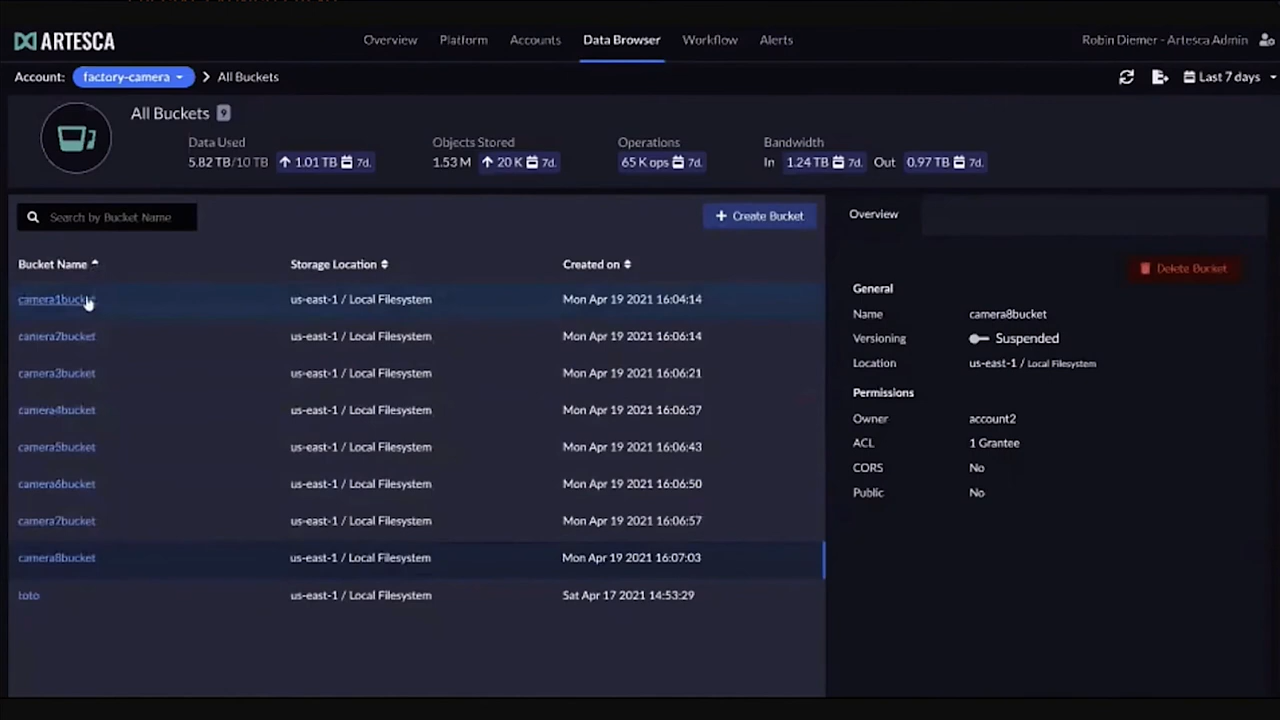 ARTESCA
Overview Platform Accounts Data Browser Workflow Alerts
Robin Diemer - Artesca Admin
Account: factory-camera > All Buckets
Last 7 days
All Buckets 9
Data Used Objects Stored Operations Bandwidth
5.82 TB/10 TB 1.01 TB 7d. 1.53 M 20 K 7d. 65 K ops 7d. In 1.24 TB 7d. Out 0.97 TB 7d.
Search by Bucket Name
+ Create Bucket
Bucket Name Storage Location Created on
camera1bucket us-east-1 / Local Filesystem Mon Apr 19 2021 16:04:14
camera2bucket us-east-1 / Local Filesystem Mon Apr 19 2021 16:06:14
camera3bucket us-east-1 / Local Filesystem Mon Apr 19 2021 16:06:21
camera4bucket us-east-1 / Local Filesystem Mon Apr 19 2021 16:06:37
camera5bucket us-east-1 / Local Filesystem Mon Apr 19 2021 16:06:43
camera6bucket us-east-1 / Local Filesystem Mon Apr 19 2021 16:06:50
camera7bucket us-east-1 / Local Filesystem Mon Apr 19 2021 16:06:57
camera8bucket us-east-1 / Local Filesystem Mon Apr 19 2021 16:07:03
toto us-east-1 / Local Filesystem Sat Apr 17 2021 14:53:29
Overview
Delete Bucket
General
Name camera8bucket
Versioning Suspended
Location us-east-1 / Local Filesystem
Permissions
Owner account2
ACL 1 Grantee
CORS No
Public No